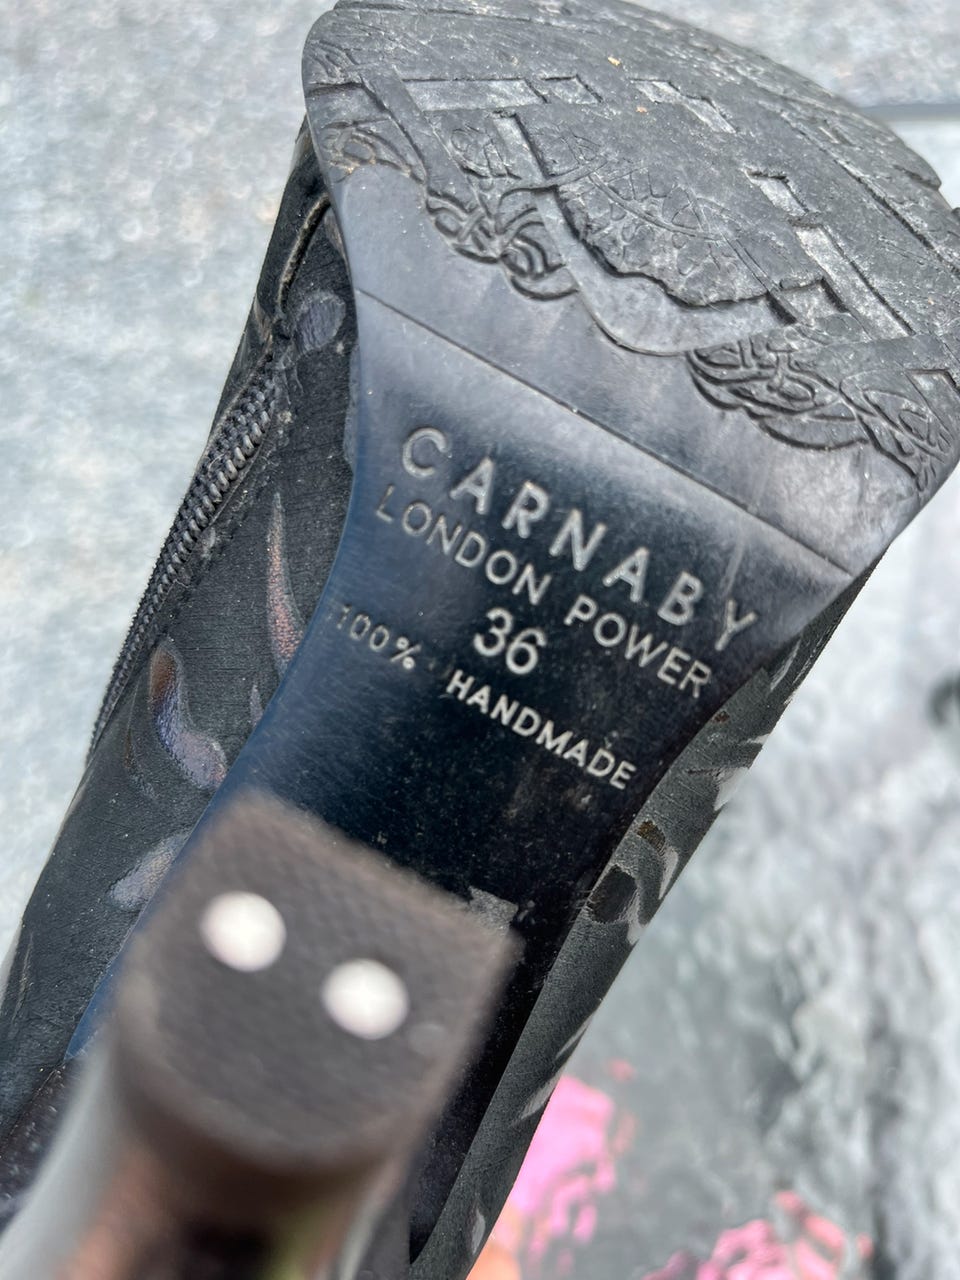 CARNABY
LONDON POWER
36
100% HANDMADE